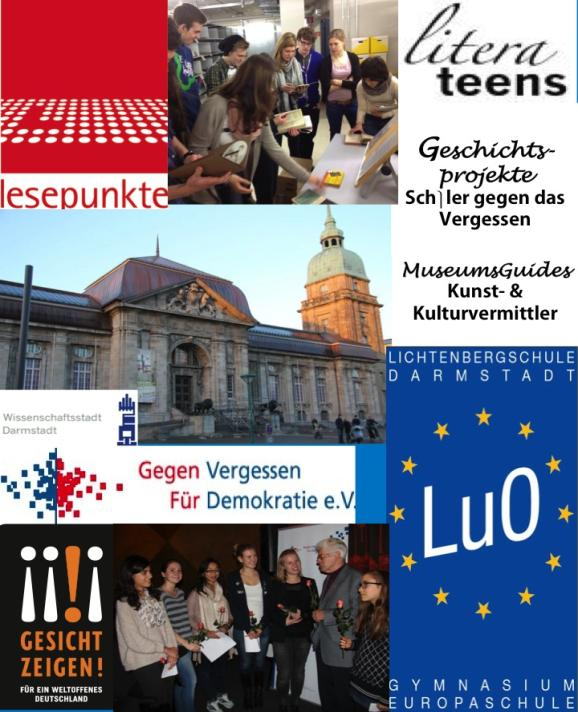 litera
teens
lesepunkte
Geschichts-
projekte
Sch)ler gegen das
Vergessen
MuseumsGuides
Kunst- &
Kulturvermittler
LICHTENBERGSCHULE
DARMSTADT
Wissenschaftsstadt
Darmstadt
Gegen Vergessen
Für Demokratie e.V.
LuO
GESICHT
ZEIGEN!
FÜR EIN WELTOFFENES
DEUTSCHLAND
GYMNASIUM
EUROPASCHULE